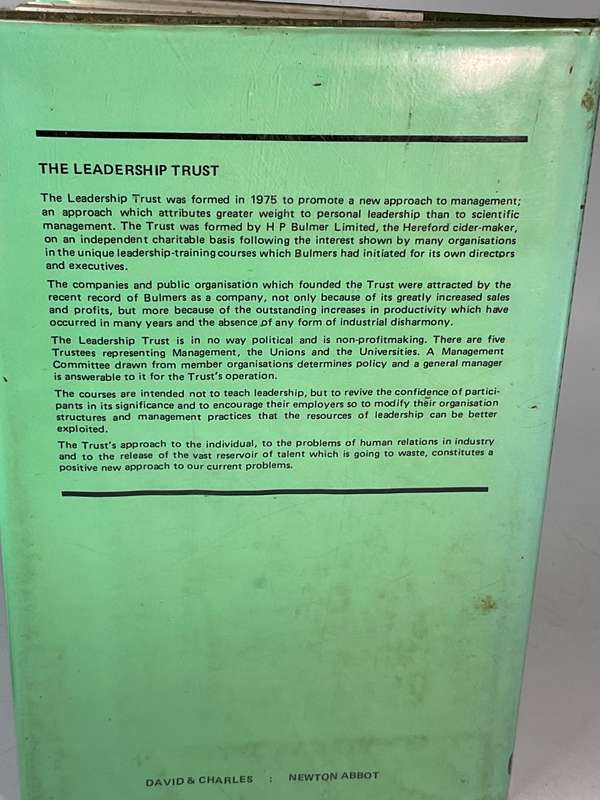 THE LEADERSHIP TRUST
The Leadership Trust was formed in 1975 to promote a new approach to management;
an approach which attributes greater weight to personal leadership than to scientific
management. The Trust was formed by H P Bulmer Limited, the Hereford cider-maker,
on an independent charitable basis following the interest shown by many organisations
in the unique leadership-training courses which Bulmers had initiated for its own directors
and executives.
The companies and public organisation which founded the Trust were attracted by the
recent record of Bulmers as a company, not only because of its greatly increased sales
and profits, but more because of the outstanding increases in productivity which have
occurred in many years and the absence of any form of industrial disharmony.
The Leadership Trust is in no way political and is non-profitmaking. There are five
Trustees representing Management, the Unions and the Universities. A Management
Committee drawn from member organisations determines policy and a general manager
is answerable to it for the Trust's operation.
The courses are intended not to teach leadership, but to revive the confidence of partici-
pants in its significance and to encourage their employers so to modify their organisation
structures and management practices that the resources of leadership can be better
exploited.
The Trust's approach to the individual, to the problems of human relations in industry
and to the release of the vast reservoir of talent which is going to waste, constitutes a
positive new approach to our current problems.
DAVID & CHARLES : NEWTON ABBOT